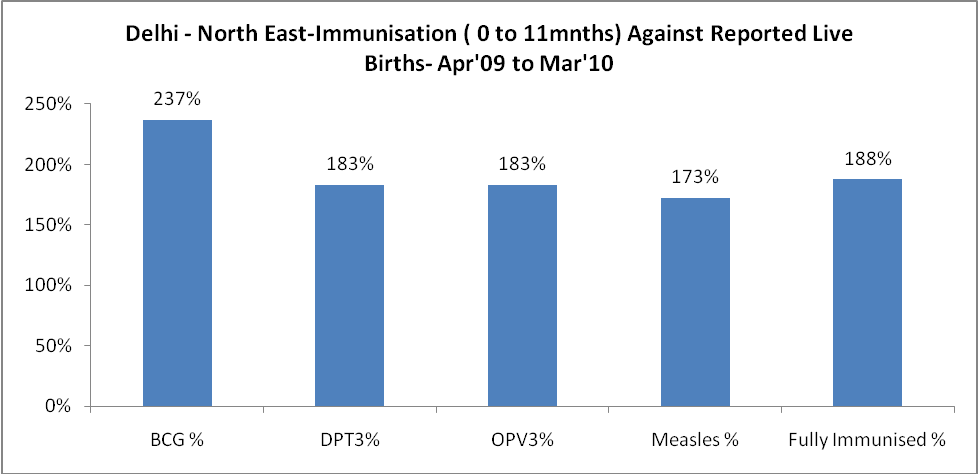 Delhi - North East-Immunisation ( 0 to 11mnths) Against Reported Live
Births- Apr'09 to Mar'10
250%
200%
150%
100%
50%
0%
237%
183%
183%
173%
188%
BCG %
DPT3%
OPV3%
Measles %
Fully Immunised %